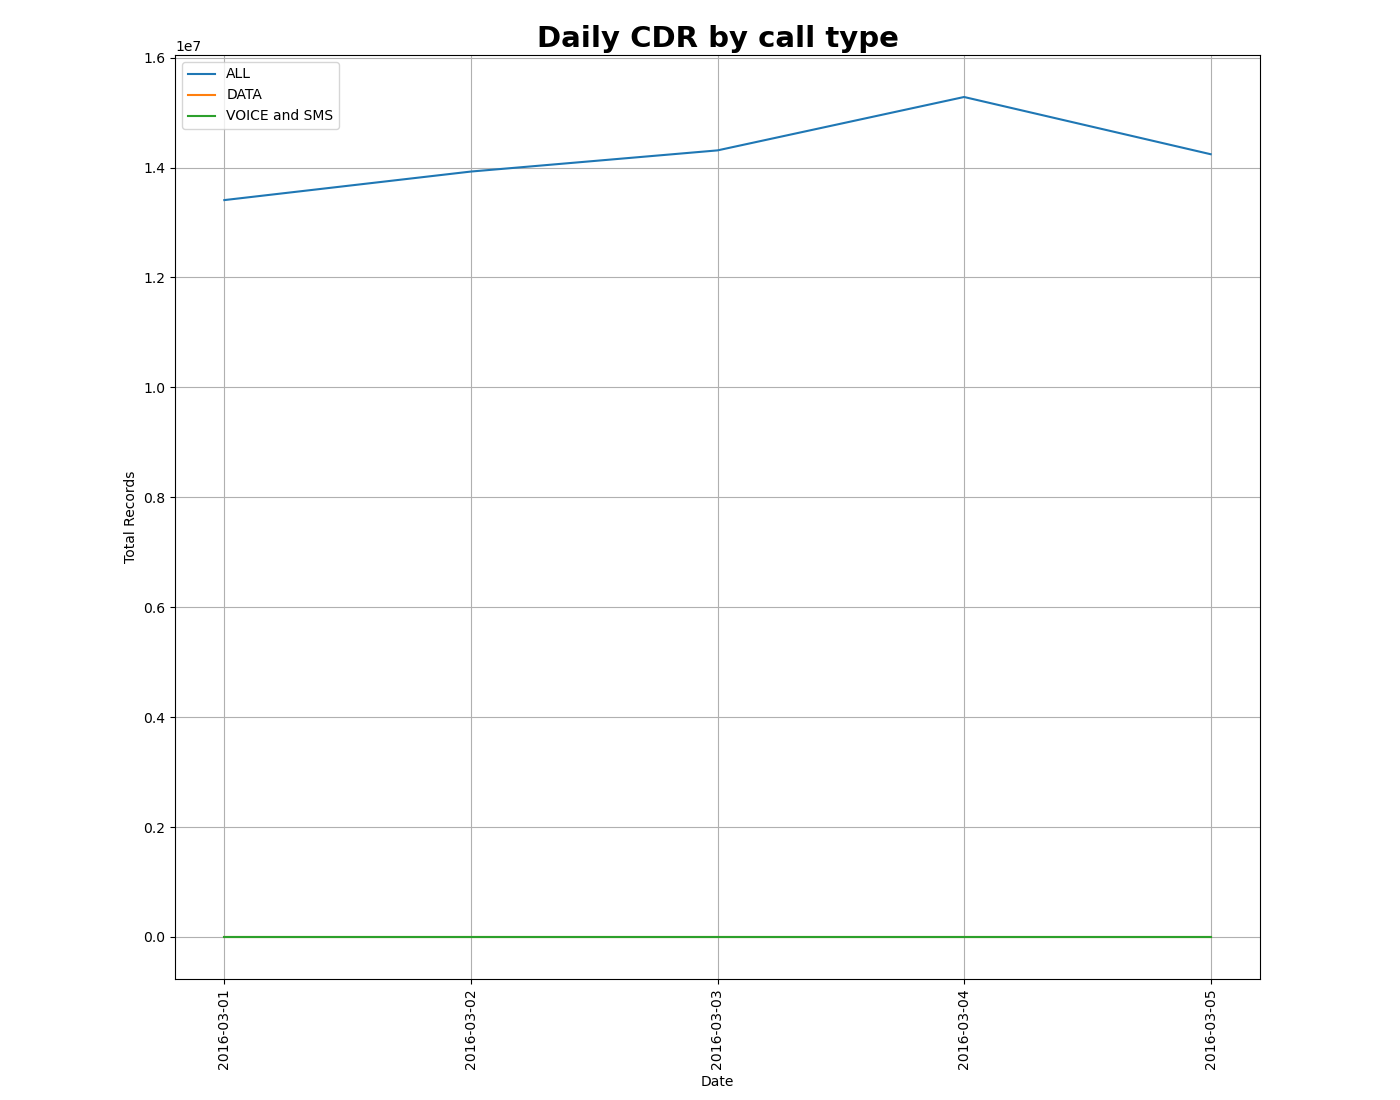 Daily CDR by call type
1e7
ALL
DATA
VOICE and SMS
1.6
1.4
1.2
1.0
0.8
0.6
0.4
0.2
0.0
Total Records
2016-03-01
2016-03-02
2016-03-03
2016-03-04
2016-03-05
Date